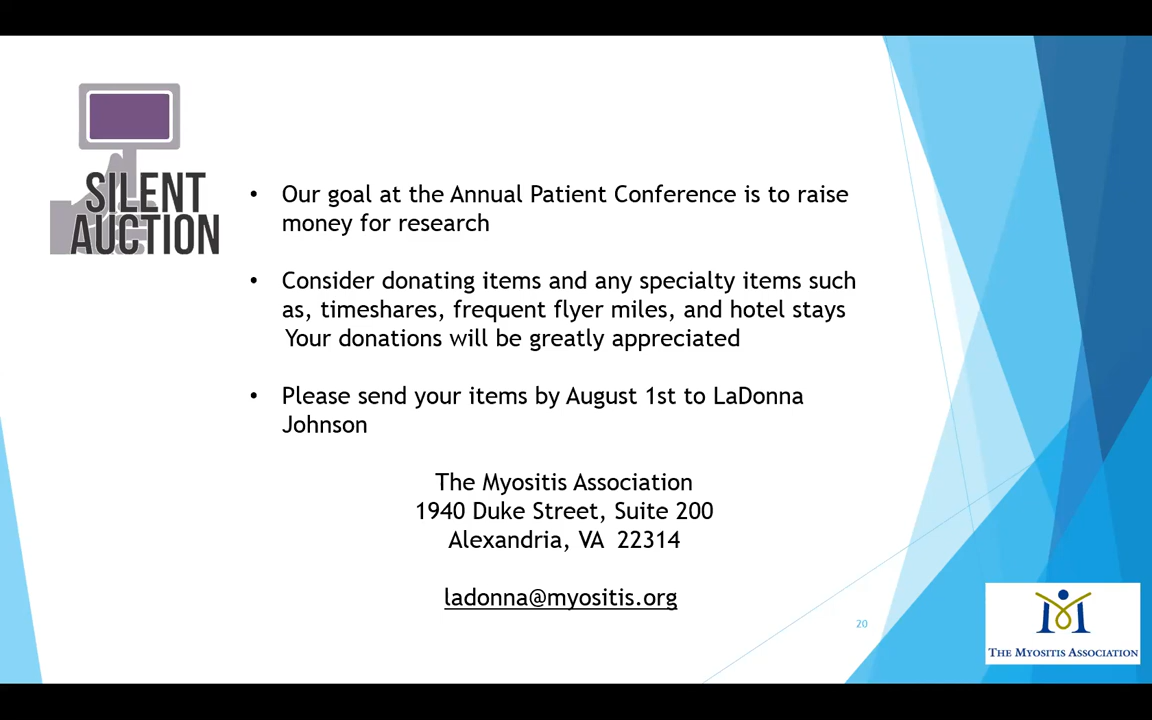 SILENT
AUCTION
• Our goal at the Annual Patient Conference is to raise
money for research
• Consider donating items and any specialty items such
as, timeshares, frequent flyer miles, and hotel stays
Your donations will be greatly appreciated
• Please send your items by August 1st to LaDonna
Johnson
The Myositis Association
1940 Duke Street, Suite 200
Alexandria, VA 22314
ladonna@myositis.org
20
THE MYOSITIS ASSOCIATION